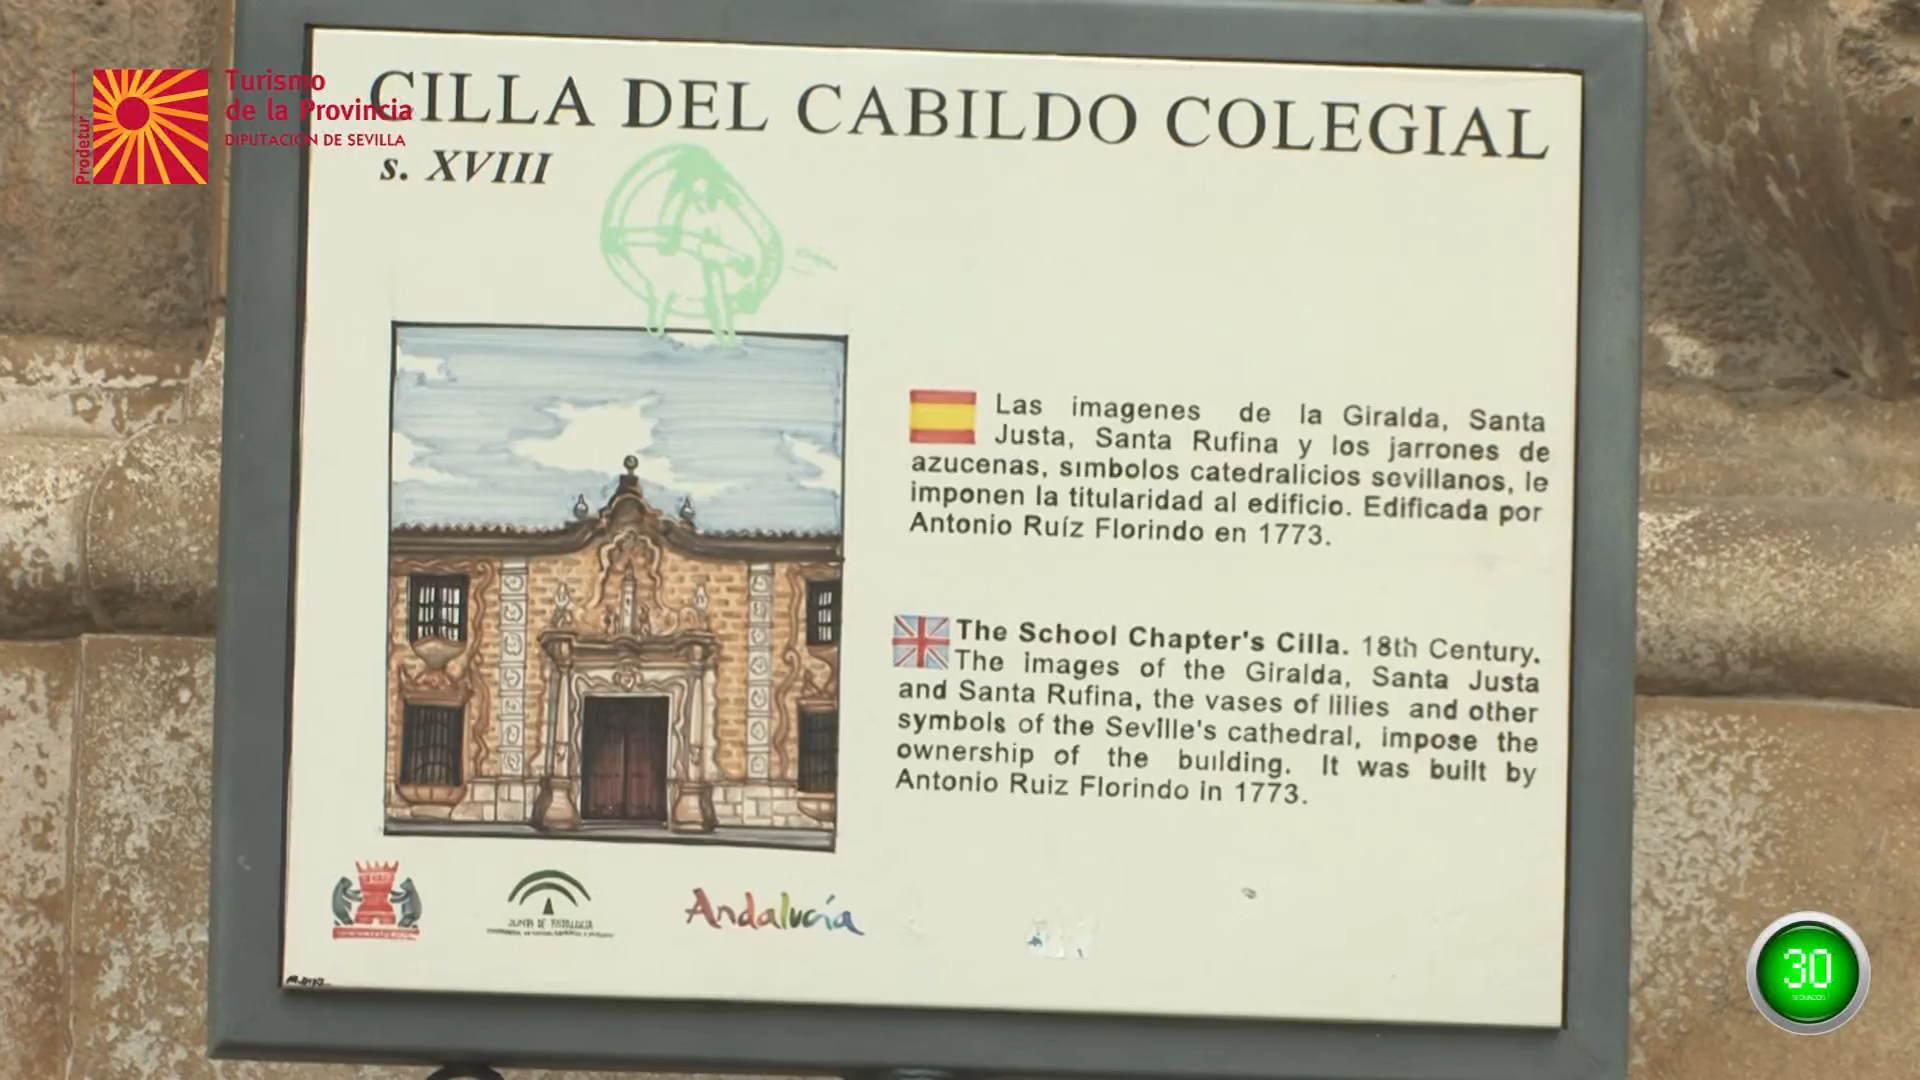 Prodetur
Turismo
de la Provincia
DIPUTACIÓN DE SEVILLA
CILLA DEL CABILDO COLEGIAL
s. XVIII
Las imagenes de la Giralda, Santa
Justa, Santa Rufina y los jarrones de
azucenas, simbolos catedralicios sevillanos, le
imponen la titularidad al edificio. Edificada por
Antonio Ruíz Florindo en 1773.
The School Chapter's Cilla. 18th Century.
The images of the Giralda, Santa Justa
and Santa Rufina, the vases of lilies and other
symbols of the Seville's cathedral, impose the
ownership of the building. It was built by
Antonio Ruiz Florindo in 1773.
JUNTA DE ANDALUCIA
Andalucía
30
SEGUNDOS